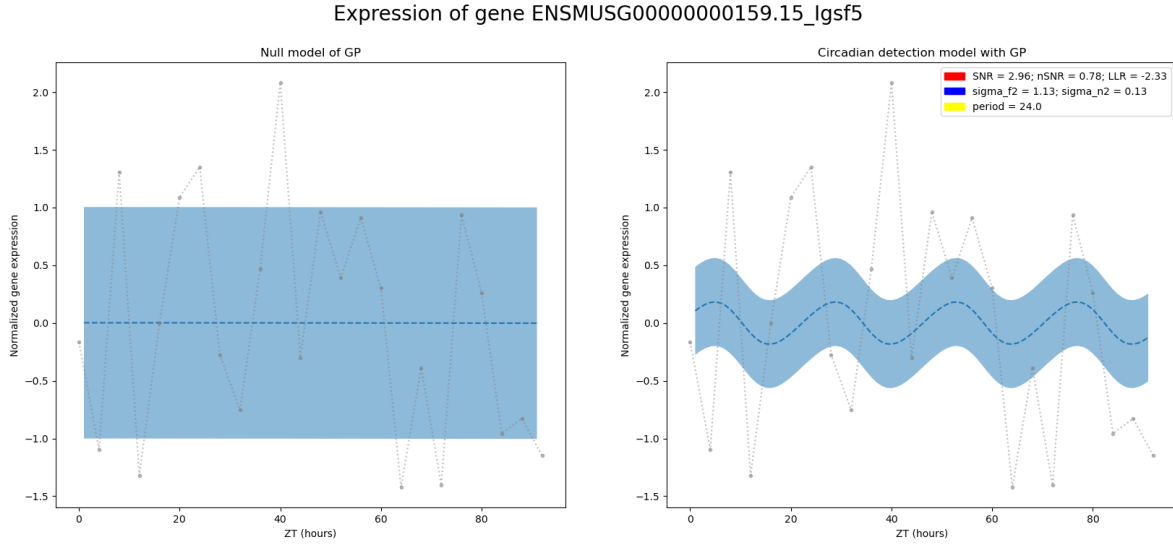 Expression of gene ENSMUSG00000000159.15_Igsf5
Null model of GP
2.0
1.5
1.0
0.5
0.0
−0.5
−1.0
−1.5
Normalized gene expression
0 20 40 60 80
ZT (hours)
Circadian detection model with GP
SNR = 2.96; nSNR = 0.78; LLR = -2.33
sigma_f2 = 1.13; sigma_n2 = 0.13
period = 24.0
2.0
1.5
1.0
0.5
0.0
−0.5
−1.0
−1.5
Normalized gene expression
0 20 40 60 80
ZT (hours)